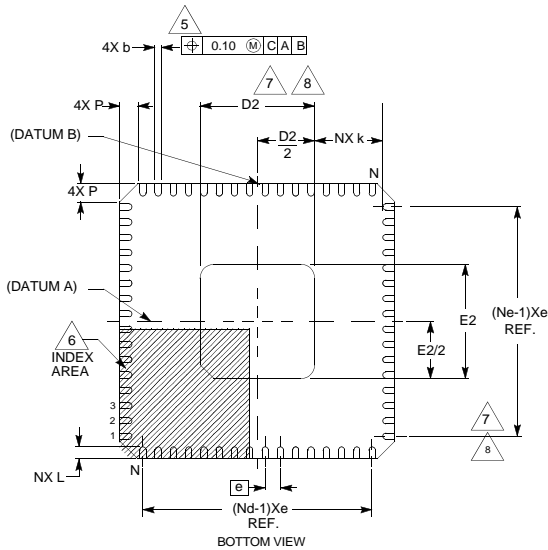 5
4X b
⌖ 0.10 Ⓜ C A B
7 8
4X P
D2
(DATUM B)
D2
2
NX k
N
4X P
(DATUM A)
6
INDEX
AREA
E2
E2/2
(Ne-1)Xe
REF.
3
2
1
7
8
NX L
N
e
(Nd-1)Xe
REF.
BOTTOM VIEW